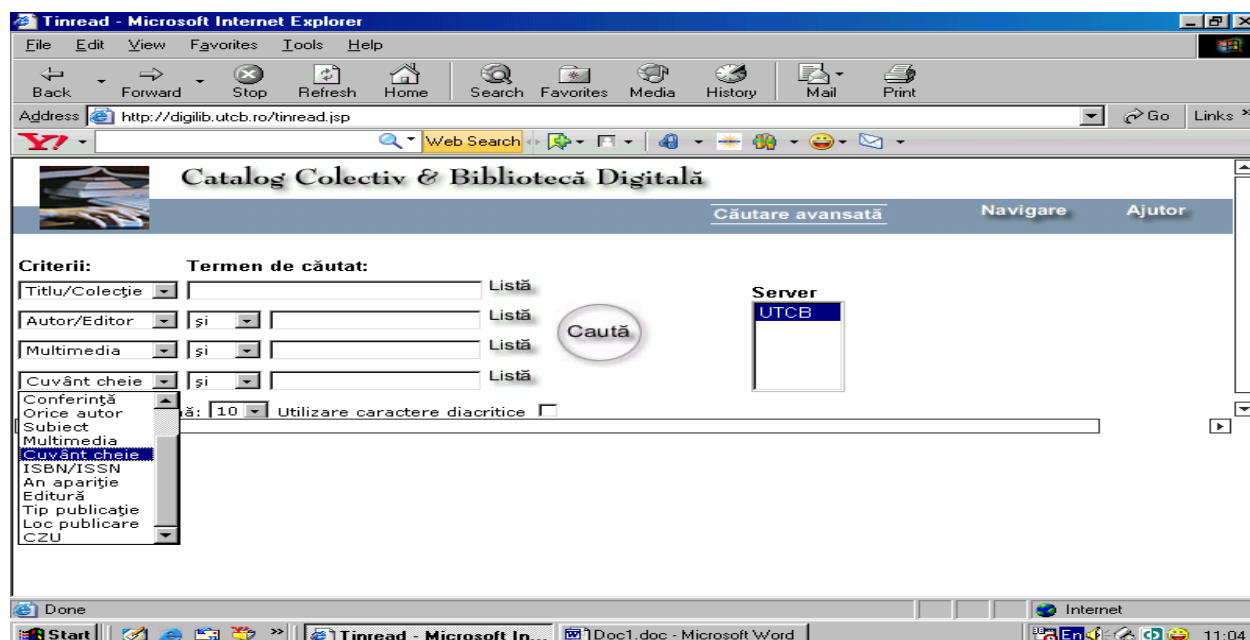 Tinread - Microsoft Internet Explorer
File Edit View Favorites Tools Help
Back Forward Stop Refresh Home Search Favorites Media History Mail Print
Address http://digilib.utcb.ro/tinread.jsp Go Links »
Y! Web Search
Catalog Colectiv & Bibliotecă Digitală
Căutare avansată Navigare Ajutor
Criterii: Termen de căutat:
Titlu/Colecţie Listă
Server
UTCB
Autor/Editor şi Listă
Caută
Multimedia şi Listă
Cuvânt cheie şi Listă
Conferinţă
Orice autor
ă: 10 Utilizare caractere diacritice
Subiect
Multimedia
Cuvânt cheie
ISBN/ISSN
An apariţie
Editură
Tip publicaţie
Loc publicare
CZU
Done Internet
Start » Tinread - Microsoft In... Doc1.doc - Microsoft Word En 11:04